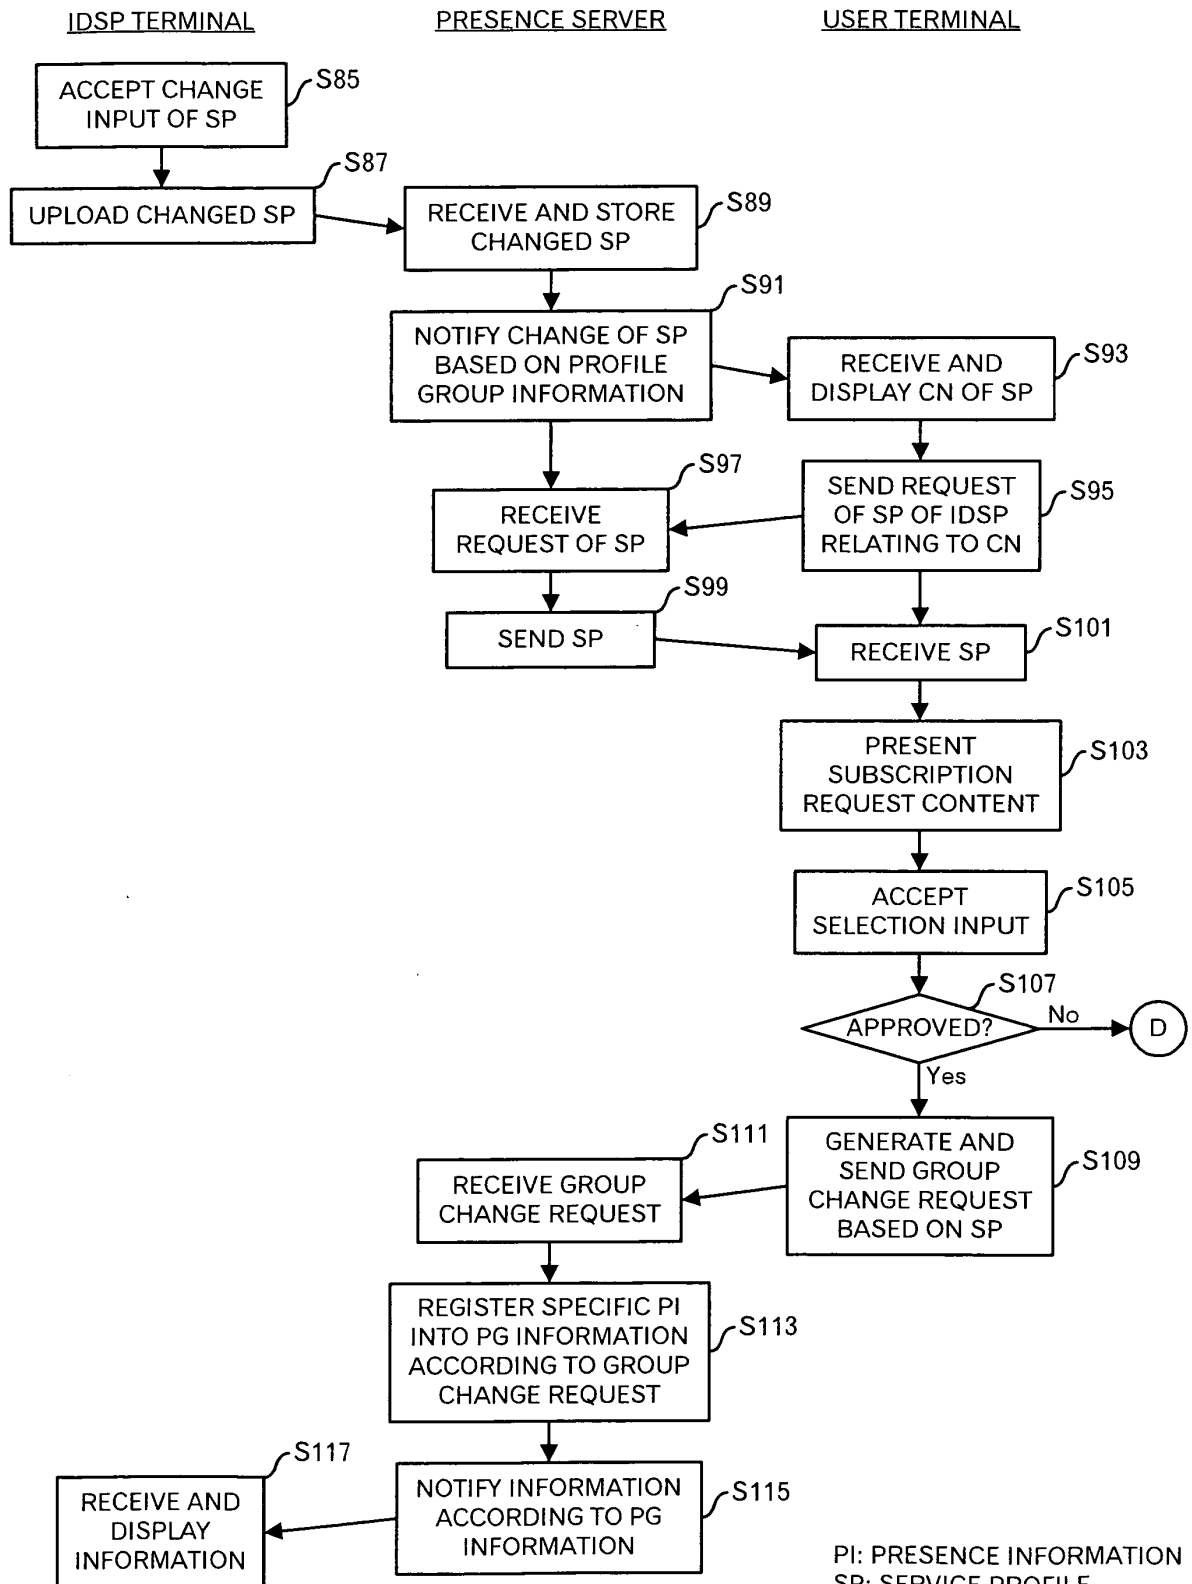 IDSP TERMINAL
PRESENCE SERVER
USER TERMINAL
ACCEPT CHANGE
INPUT OF SP
S85
UPLOAD CHANGED SP
S87
RECEIVE AND STORE
CHANGED SP
S89
NOTIFY CHANGE OF SP
BASED ON PROFILE
GROUP INFORMATION
S91
RECEIVE AND
DISPLAY CN OF SP
S93
SEND REQUEST
OF SP OF IDSP
RELATING TO CN
S95
RECEIVE
REQUEST OF SP
S97
SEND SP
S99
RECEIVE SP
S101
PRESENT
SUBSCRIPTION
REQUEST CONTENT
S103
ACCEPT
SELECTION INPUT
S105
APPROVED?
S107
No
D
Yes
GENERATE AND
SEND GROUP
CHANGE REQUEST
BASED ON SP
S109
RECEIVE GROUP
CHANGE REQUEST
S111
REGISTER SPECIFIC PI
INTO PG INFORMATION
ACCORDING TO GROUP
CHANGE REQUEST
S113
NOTIFY INFORMATION
ACCORDING TO PG
INFORMATION
S115
RECEIVE AND
DISPLAY
INFORMATION
S117
PI: PRESENCE INFORMATION
SP: SERVICE PROFILE